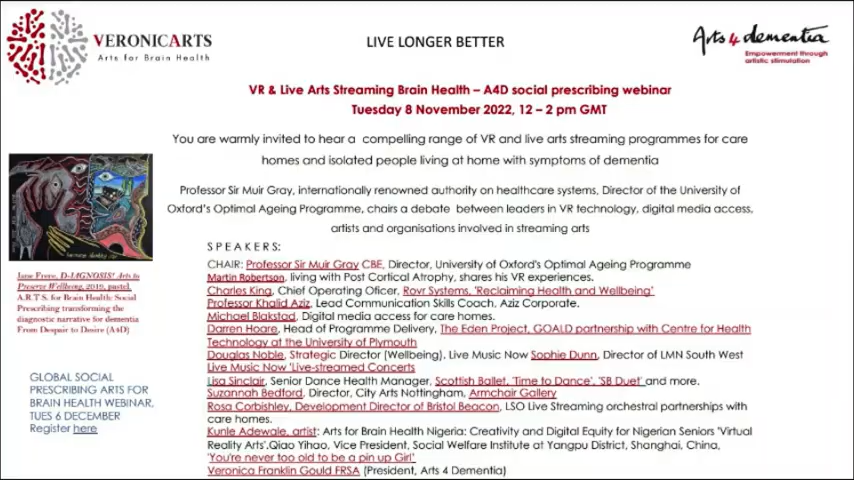 VERONICARTS
Arts for Brain Health
LIVE LONGER BETTER
Arts 4 dementia
Empowerment through
artistic stimulation
VR & Live Arts Streaming Brain Health – A4D social prescribing webinar
Tuesday 8 November 2022, 12 – 2 pm GMT
You are warmly invited to hear a compelling range of VR and live arts streaming programmes for care
homes and isolated people living at home with symptoms of dementia
Professor Sir Muir Gray, internationally renowned authority on healthcare systems, Director of the University of
Oxford's Optimal Ageing Programme, chairs a debate between leaders in VR technology, digital media access,
artists and organisations involved in streaming arts
SPEAKERS:
CHAIR: Professor Sir Muir Gray CBE, Director, University of Oxford's Optimal Ageing Programme
Martin Robertson, living with Post Cortical Atrophy, shares his VR experiences.
Charles King, Chief Operating Oficer, Rovr Systems, 'Reclaiming Health and Wellbeing'
Professor Khalid Aziz, Lead Communication Skills Coach, Aziz Corporate.
Michael Blakstad, Digital media access for care homes.
Darren Hoare, Head of Programme Delivery, The Eden Project, GOALD partnership with Centre for Health
Technology at the University of Plymouth
Douglas Noble, Strategic Director (Wellbeing), Live Music Now Sophie Dunn, Director of LMN South West
Live Music Now 'Live-streamed Concerts
Lisa Sinclair, Senior Dance Health Manager, Scottish Ballet, 'Time to Dance', 'SB Duet' and more.
Suzannah Bedford, Director, City Arts Nottingham, Armchair Gallery
Rosa Corbishley, Development Director of Bristol Beacon, LSO Live Streaming orchestral partnerships with
care homes.
Kunle Adewale, artist: Arts for Brain Health Nigeria: Creativity and Digital Equity for Nigerian Seniors 'Virtual
Reality Arts'.Qiao Yihao, Vice President, Social Welfare Institute at Yangpu District, Shanghai, China,
'You're never too old to be a pin up Girl'
Veronica Franklin Gould FRSA (President, Arts 4 Dementia)
Jane Frere, D-IAGNOSIS! Arts to
Preserve Wellbeing, 2019, pastel.
A.R.T'S. for Brain Health: Social
Prescribing transforming the
diagnostic narrative for dementia
From Despair to Desire (A4D)
GLOBAL SOCIAL
PRESCRIBING ARTS FOR
BRAIN HEALTH WEBINAR,
TUES 6 DECEMBER
Register here